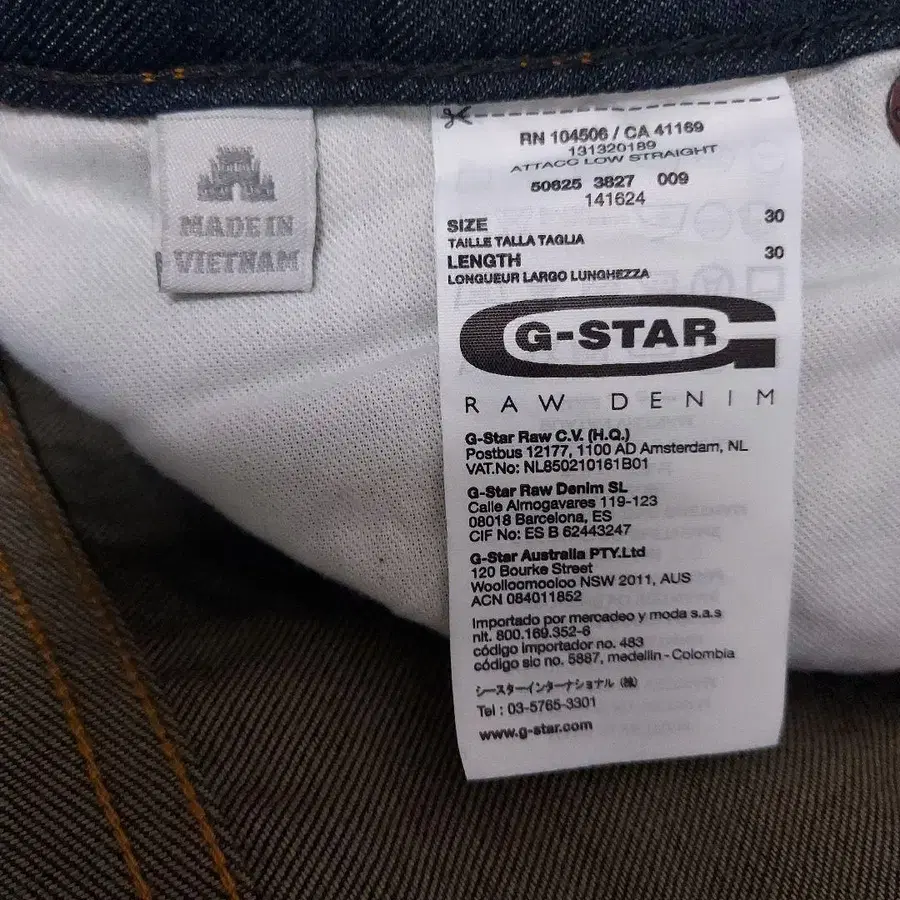 MADE IN
VIETNAM
RN 104506 / CA 41169
131320189
ATTACC LOW STRAIGHT
50625 3827 009
141624
SIZE 30
TAILLE TALLA TAGLIA
LENGTH 30
LONGUEUR LARGO LUNGHEZZA
G-STAR
RAW DENIM
G-Star Raw C.V. (H.Q.)
Postbus 12177, 1100 AD Amsterdam, NL
VAT.No: NL850210161B01
G-Star Raw Denim SL
Calle Almogavares 119-123
08018 Barcelona, ES
CIF No: ES B 62443247
G-Star Australia PTY.Ltd
120 Bourke Street
Woolloomooloo NSW 2011, AUS
ACN 084011852
Importado por mercadeo y moda s.a.s
nit. 800.169.352-6
código importador no. 483
código sic no. 5887, medellin - Colombia
ジースターインターナショナル (株)
Tel : 03-5765-3301
www.g-star.com